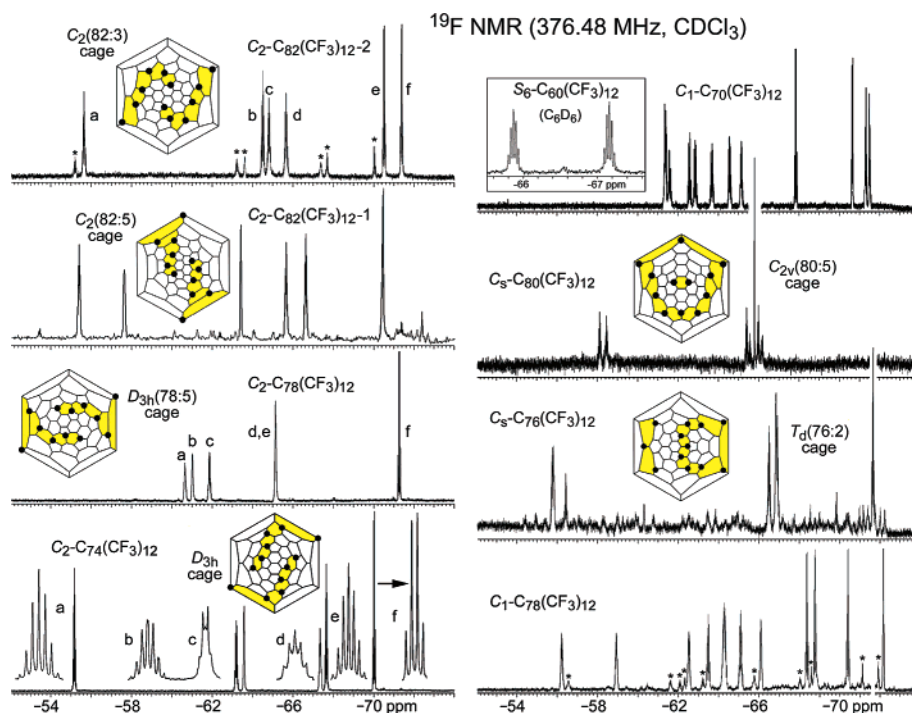 ¹⁹F NMR (376.48 MHz, CDCl₃)
C₂(82:3)
cage
C₂-C₈₂(CF₃)₁₂-2
a
b
c
d
e
f
*
*
*
*
*
*
C₂(82:5)
cage
C₂-C₈₂(CF₃)₁₂-1
D₃ₕ(78:5)
cage
C₂-C₇₈(CF₃)₁₂
a
b
c
d,e
f
C₂-C₇₄(CF₃)₁₂
D₃ₕ
cage
a
b
c
d
e
f
−54
−58
−62
−66
−70 ppm
S₆-C₆₀(CF₃)₁₂
(C₆D₆)
−66
−67 ppm
C₁-C₇₀(CF₃)₁₂
Cₛ-C₈₀(CF₃)₁₂
C₂ᵥ(80:5)
cage
Cₛ-C₇₆(CF₃)₁₂
T_d(76:2)
cage
C₁-C₇₈(CF₃)₁₂
*
*
*
*
*
*
*
*
*
*
−54
−58
−62
−66
−70 ppm